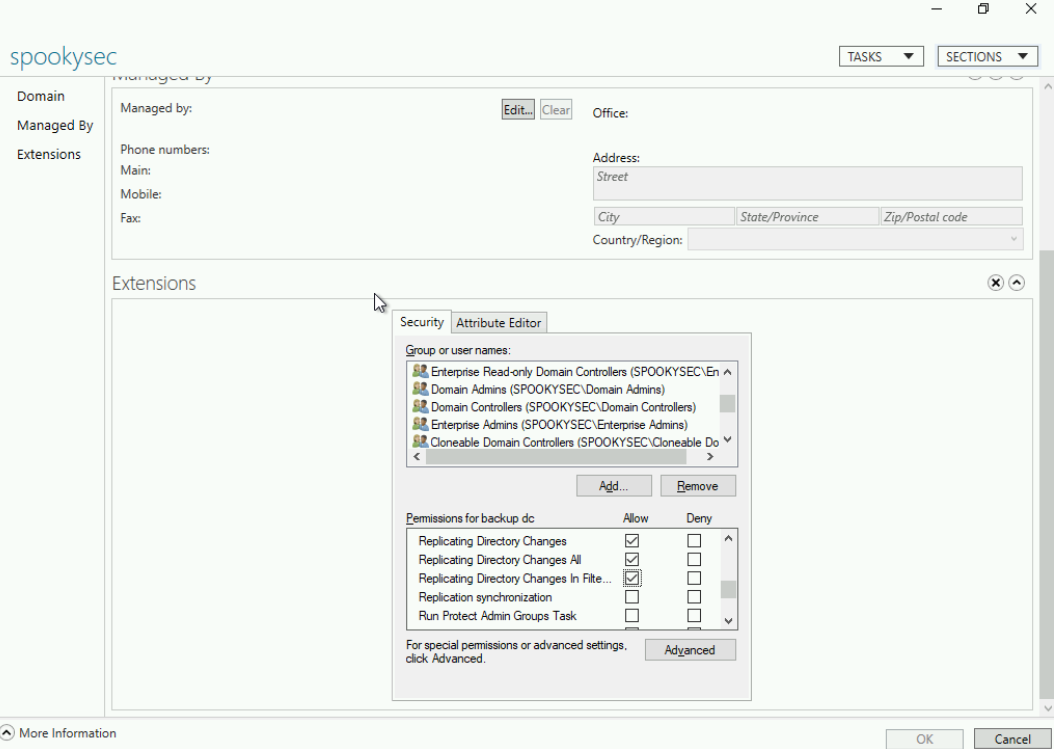 spookysec
TASKS
SECTIONS
Domain
Managed By
Extensions
Managed By
Managed by:
Edit...
Clear
Office:
Phone numbers:
Main:
Mobile:
Fax:
Address:
Street
City
State/Province
Zip/Postal code
Country/Region:
Extensions
Security
Attribute Editor
Group or user names:
Enterprise Read-only Domain Controllers (SPOOKYSEC\En
Domain Admins (SPOOKYSEC\Domain Admins)
Domain Controllers (SPOOKYSEC\Domain Controllers)
Enterprise Admins (SPOOKYSEC\Enterprise Admins)
Cloneable Domain Controllers (SPOOKYSEC\Cloneable Do
Add...
Remove
Permissions for backup dc
Allow
Deny
Replicating Directory Changes
Replicating Directory Changes All
Replicating Directory Changes In Filte...
Replication synchronization
Run Protect Admin Groups Task
For special permissions or advanced settings,
click Advanced.
Advanced
More Information
OK
Cancel